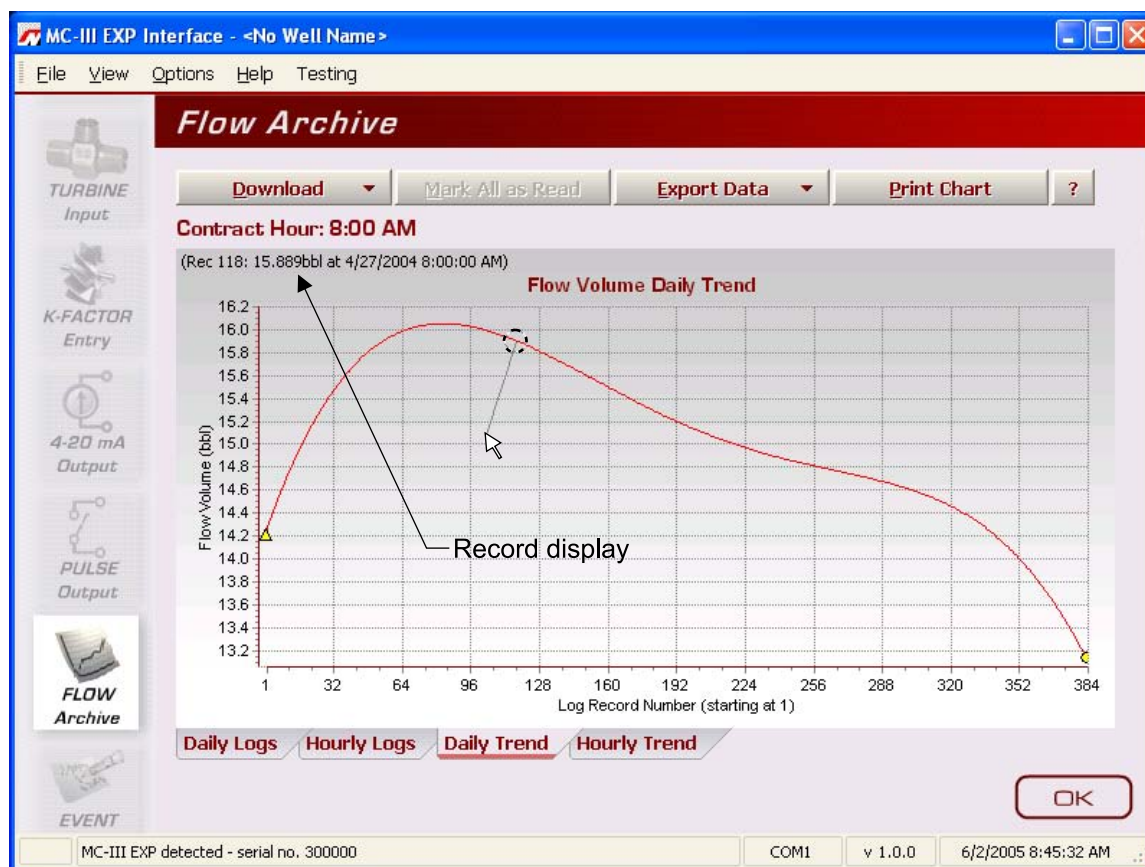 MC-III EXP Interface - <No Well Name>
File View Options Help Testing
Flow Archive
TURBINE
Input
K-FACTOR
Entry
4-20 mA
Output
PULSE
Output
FLOW
Archive
EVENT
Download
Mark All as Read
Export Data
Print Chart
?
Contract Hour: 8:00 AM
(Rec 118: 15.889bbl at 4/27/2004 8:00:00 AM)
Flow Volume Daily Trend
Flow Volume (bbl)
16.2
16.0
15.8
15.6
15.4
15.2
15.0
14.8
14.6
14.4
14.2
14.0
13.8
13.6
13.4
13.2
Record display
1 32 64 96 128 160 192 224 256 288 320 352 384
Log Record Number (starting at 1)
Daily Logs Hourly Logs Daily Trend Hourly Trend
OK
MC-III EXP detected - serial no. 300000 COM1 v 1.0.0 6/2/2005 8:45:32 AM